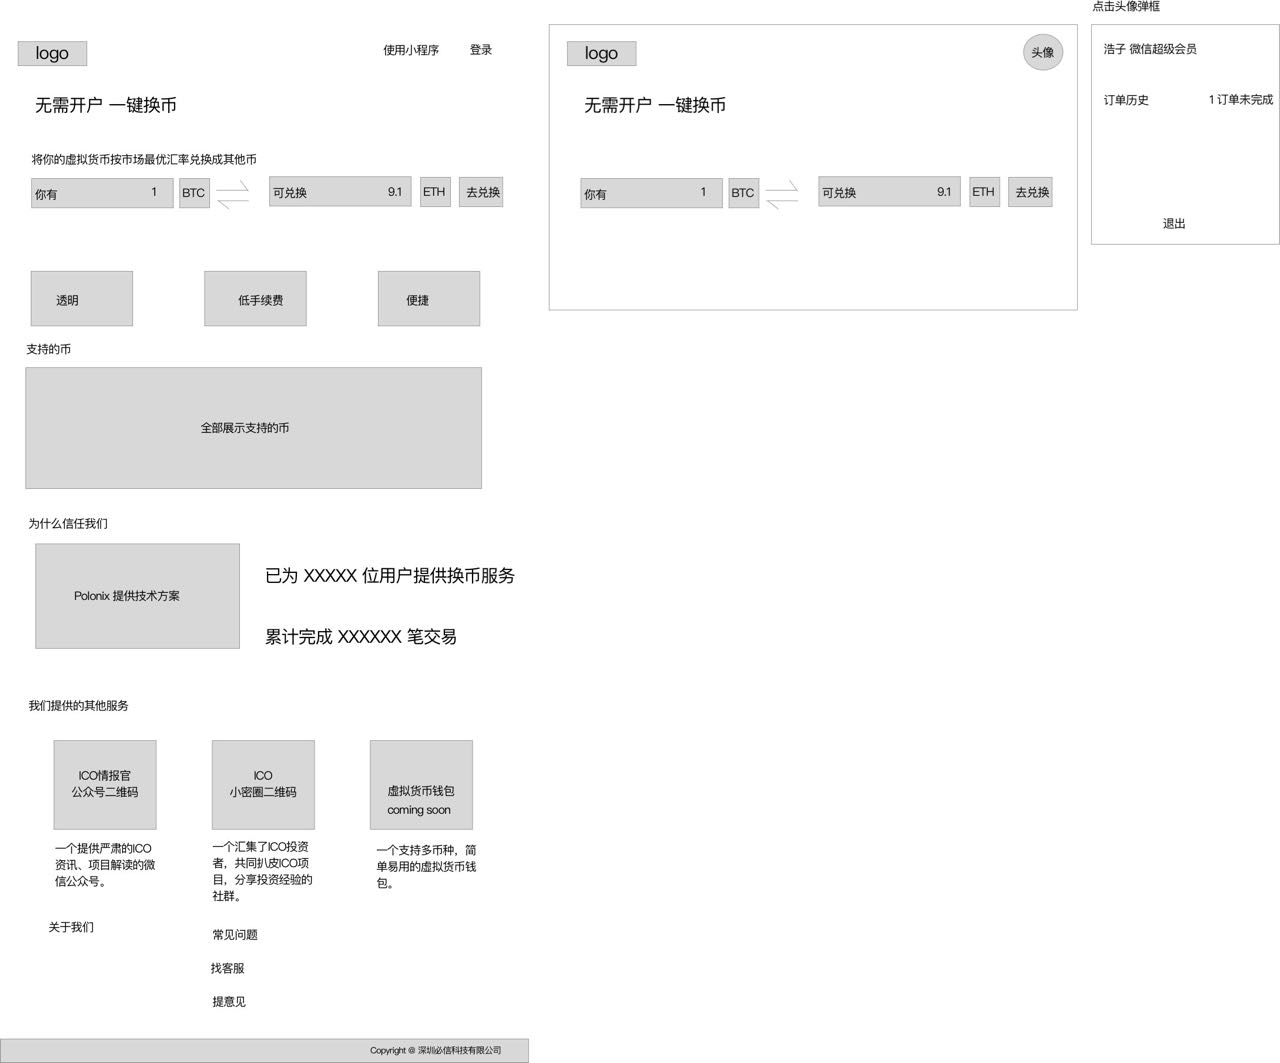 logo
使用小程序
登录
无需开户 一键换币
将你的虚拟货币按市场最优汇率兑换成其他币
你有 1 BTC 可兑换 9.1 ETH 去兑换
透明
低手续费
便捷
支持的币
全部展示支持的币
为什么信任我们
Polonix 提供技术方案
已为 XXXXX 位用户提供换币服务
累计完成 XXXXXX 笔交易
我们提供的其他服务
ICO情报官
公众号二维码
一个提供严肃的ICO
资讯、项目解读的微
信公众号。
ICO
小密圈二维码
一个汇集了ICO投资
者，共同扒皮ICO项
目，分享投资经验的
社群。
虚拟货币钱包
coming soon
一个支持多币种，简
单易用的虚拟货币钱
包。
关于我们
常见问题
找客服
提意见
Copyright @ 深圳必信科技有限公司
logo
头像
无需开户 一键换币
你有 1 BTC 可兑换 9.1 ETH 去兑换
点击头像弹框
浩子 微信超级会员
订单历史 1 订单未完成
退出